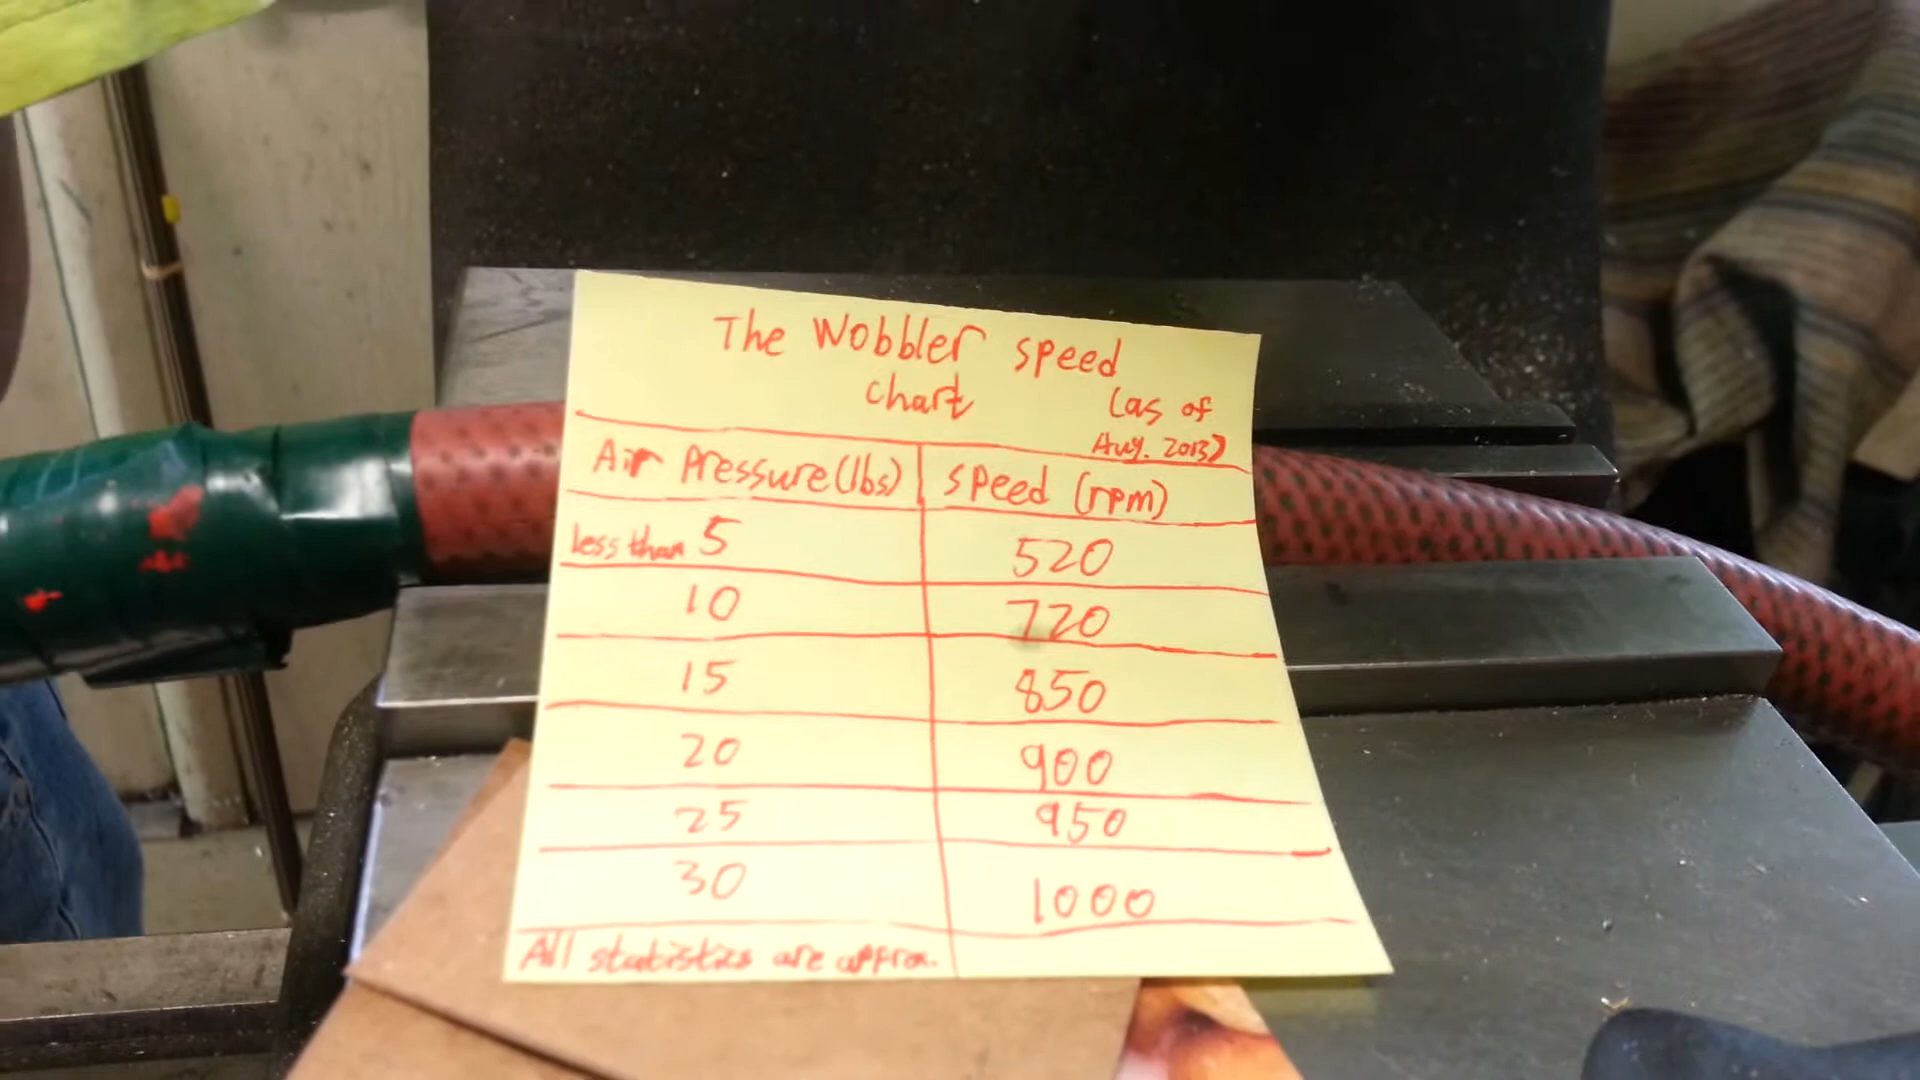 The Wobbler speed
chart
(as of
Aug. 2013)
Air Pressure (lbs) speed (rpm)
less than 5 520
10 720
15 850
20 900
25 950
30 1000
All statistics are approx.